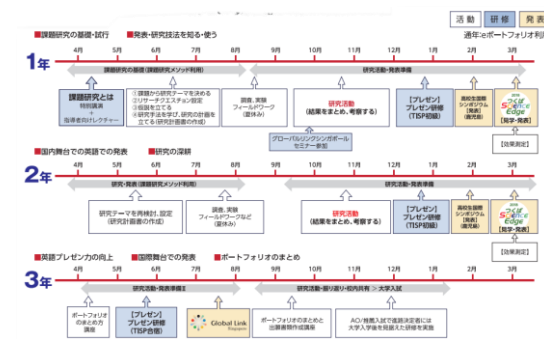 活動 研修 発表
通年:eポートフォリオ利用
■課題研究の基礎・試行 ■発表・研究技法を知る・使う
4月 5月 6月 7月 8月 9月 10月 11月 12月 1月 2月 3月
1年
課題研究の基礎(課題研究メソッド利用)
研究活動・発表準備
課題研究とは
特別講演
+
指導者向けレクチャー
①課題から研究テーマを決める
②リサーチクエスチョン設定
③仮説を立てる
④研究手法を学び、研究の計画を
立てる(研究計画書の作成)
調査、実験
フィールドワーク
(夏休み)
研究活動
(結果をまとめ、考察する)
グローバルリンクシンガポール
セミナー参加
[プレゼン]
プレゼン研修
(TISP初級)
高校生国際
シンポジウム
[発表]
(鹿児島)
つくば
Science
Edge
[見学・発表]
[効果測定]
■国内舞台での英語での発表 ■研究の深耕
4月 5月 6月 7月 8月 9月 10月 11月 12月 1月 2月 3月
2年
研究・発表(課題研究メソッド利用)
研究活動・発表準備
研究テーマを再検討、設定
(研究計画書の作成)
調査、実験
フィールドワークなど
(夏休み)
研究活動
(結果をまとめ、考察する)
[プレゼン]
プレゼン研修
(TISP初級)
高校生国際
シンポジウム
[発表]
(鹿児島)
つくば
Science
Edge
[見学・発表]
[効果測定]
■英語プレゼン力の向上 ■国際舞台での発表 ■ポートフォリオのまとめ
4月 5月 6月 7月 8月 9月 10月 11月 12月 1月 2月 3月
3年
研究活動・発表準備Ⅱ
研究活動・振り返り・校内共有 > 大学入試
ポートフォリオ
のまとめ方
講座
[プレゼン]
プレゼン研修
(TISP合宿)
Global Link
Singapore
ポートフォリオのまとめと
出願書類作成講座
AO/推薦入試で進路決定者には
大学入学後を見据えた研修を実施